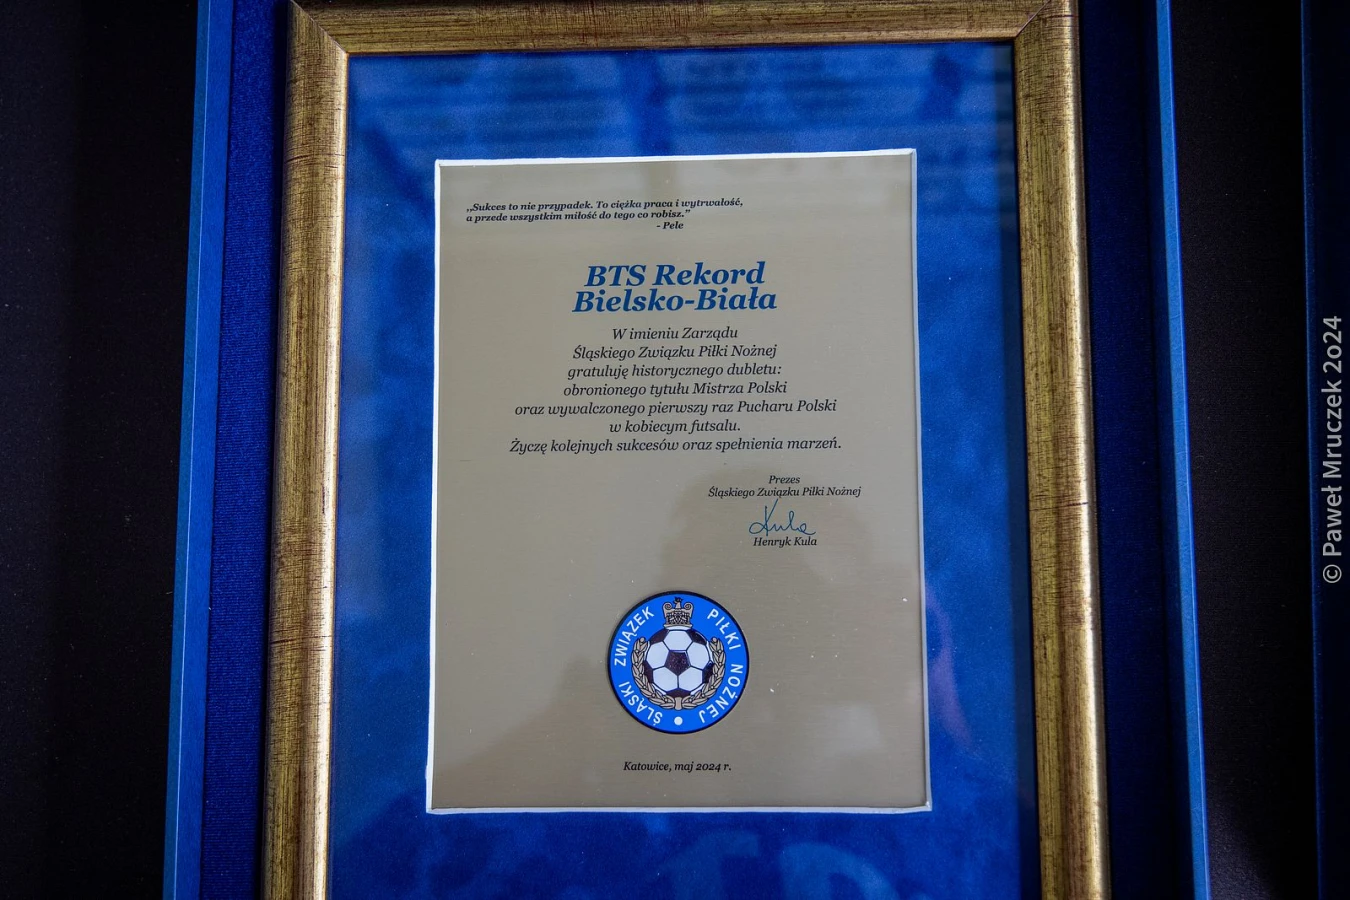 „Sukces to nie przypadek. To ciężka praca i wytrwałość,
a przede wszystkim miłość do tego co robisz.”
- Pele
BTS Rekord
Bielsko-Biała
W imieniu Zarządu
Śląskiego Związku Piłki Nożnej
gratuluję historycznego dubletu:
obronionego tytułu Mistrza Polski
oraz wywalczonego pierwszy raz Pucharu Polski
w kobiecym futsalu.
Życzę kolejnych sukcesów oraz spełnienia marzeń.
Prezes
Śląskiego Związku Piłki Nożnej
Kula
Henryk Kula
ŚLĄSKI ZWIĄZEK PIŁKI NOŻNEJ
Katowice, maj 2024 r.
© Paweł Mruczek 2024